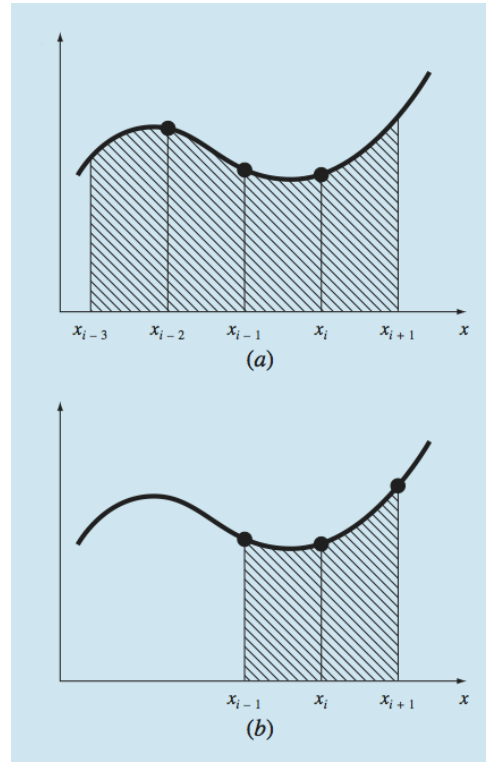 x_{i-3} x_{i-2} x_{i-1} x_i x_{i+1} x
(a)
x_{i-1} x_i x_{i+1} x
(b)